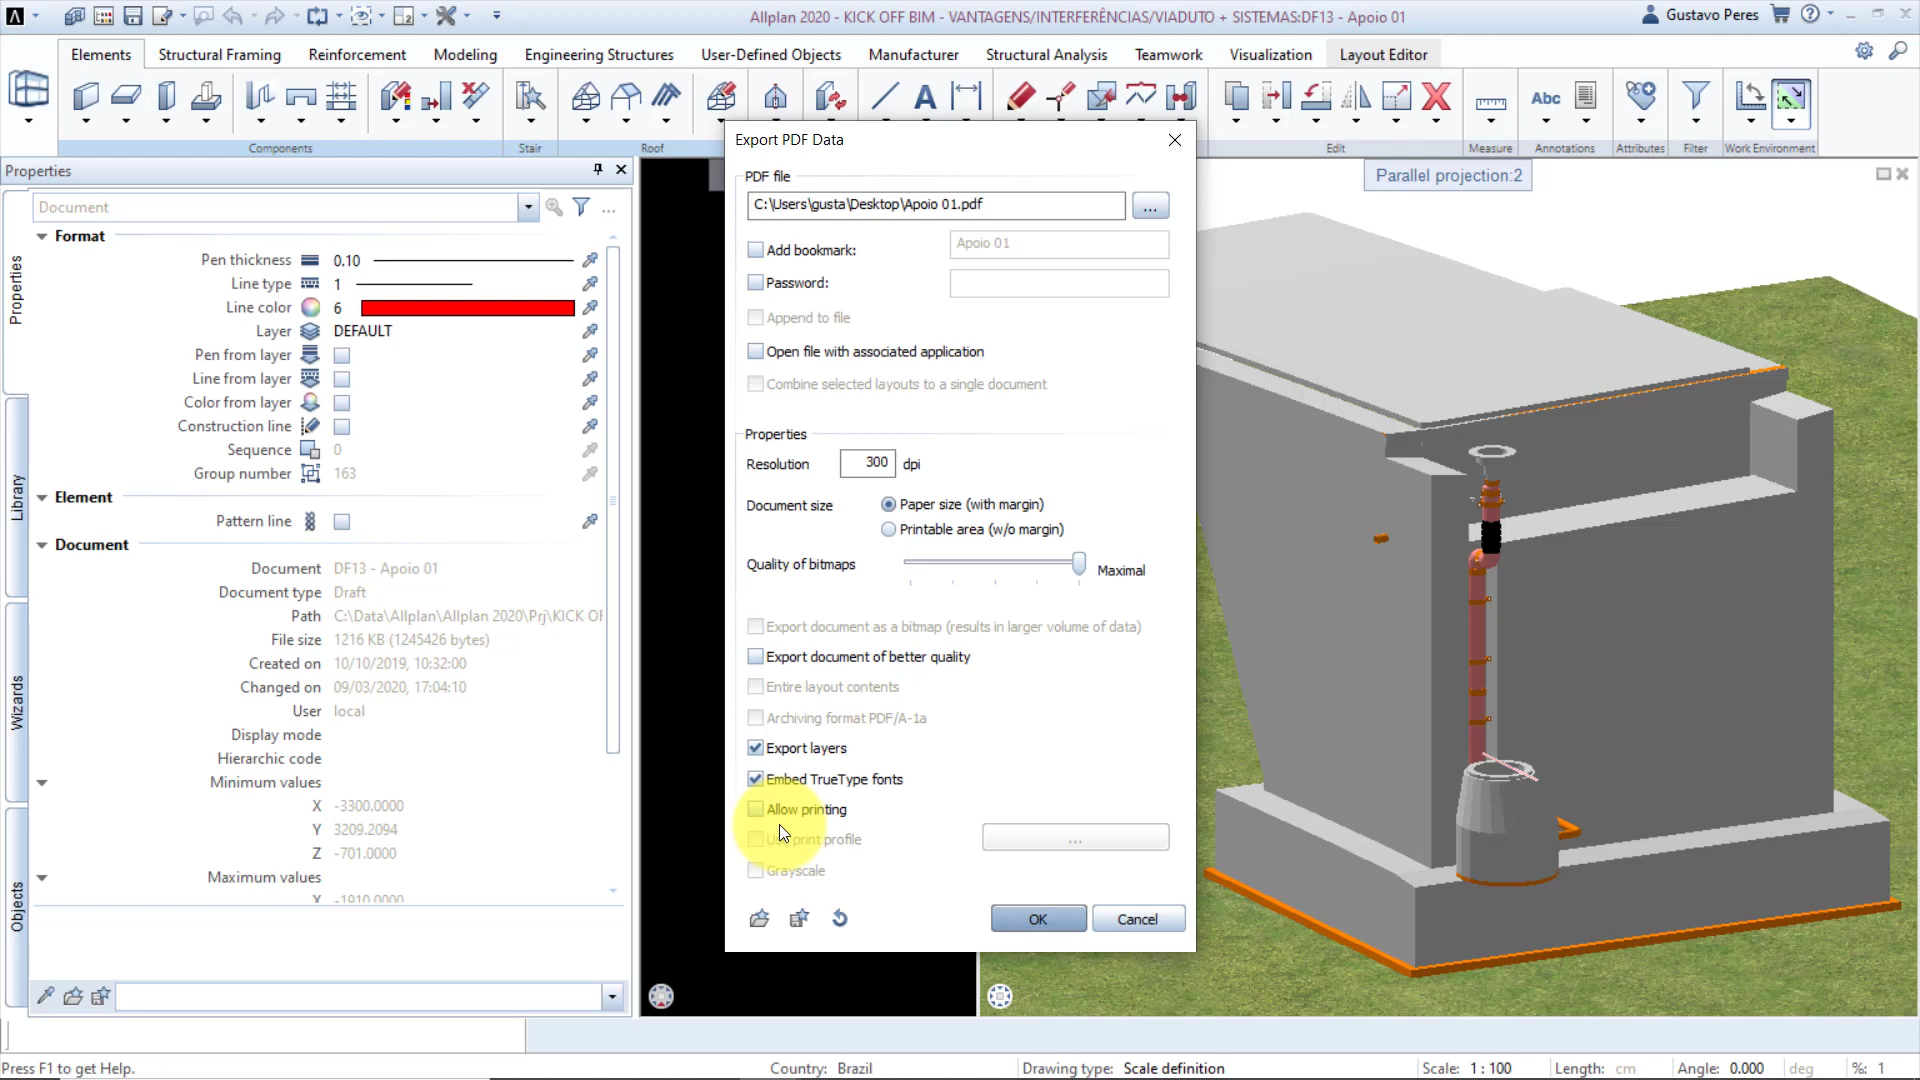 Allplan 2020 - KICK OFF BIM - VANTAGENS/INTERFERÊNCIAS/VIADUTO + SISTEMAS:DF13 - Apoio 01
Gustavo Peres
Elements
Structural Framing
Reinforcement
Modeling
Engineering Structures
User-Defined Objects
Manufacturer
Structural Analysis
Teamwork
Visualization
Layout Editor
Abc
Components
Stair
Roof
Edit
Measure
Annotations
Attributes
Filter
Work Environment
Properties
Document
Format
Pen thickness 0.10
Line type 1
Line color 6
Layer DEFAULT
Pen from layer
Line from layer
Color from layer
Construction line
Sequence 0
Group number 163
Element
Pattern line
Document
Document DF13 - Apoio 01
Document type Draft
Path C:\Data\Allplan\Allplan 2020\Prj\KICK OF
File size 1216 KB (1245426 bytes)
Created on 10/10/2019, 10:32:00
Changed on 09/03/2020, 17:04:10
User local
Display mode
Hierarchic code
Minimum values
X -3300.0000
Y 3209.2094
Z -701.0000
Maximum values
X -1910.0000
Properties
Library
Wizards
Objects
Export PDF Data
PDF file
C:\Users\gusta\Desktop\Apoio 01.pdf
...
Add bookmark: Apoio 01
Password:
Append to file
Open file with associated application
Combine selected layouts to a single document
Properties
Resolution 300 dpi
Document size Paper size (with margin)
Printable area (w/o margin)
Quality of bitmaps Maximal
Export document as a bitmap (results in larger volume of data)
Export document of better quality
Entire layout contents
Archiving format PDF/A-1a
Export layers
Embed TrueType fonts
Allow printing
Use print profile
...
Grayscale
OK
Cancel
Parallel projection:2
Press F1 to get Help.
Country: Brazil
Drawing type: Scale definition
Scale: 1:100
Length: cm
Angle: 0.000 deg
%: 1